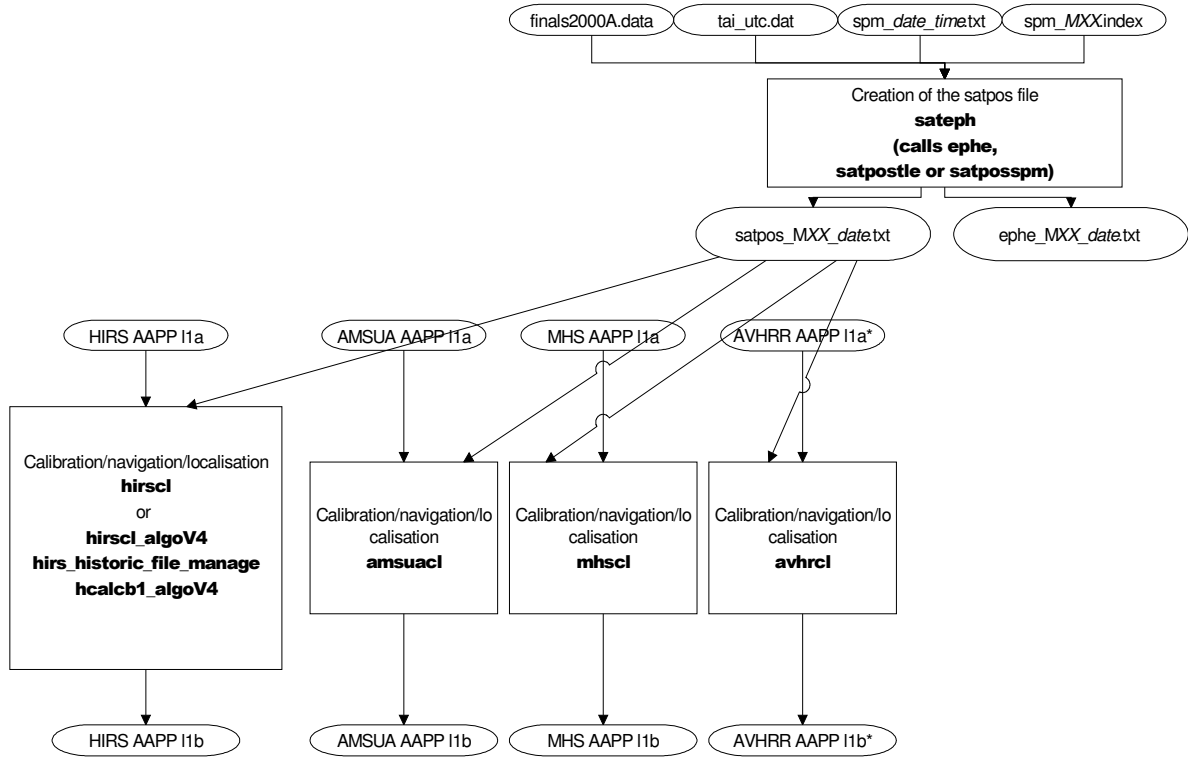 finals2000A.data
tai_utc.dat
spm_date_time.txt
spm_MXX.index
Creation of the satpos file
sateph
(calls ephe,
satpostle or satposspm)
satpos_MXX_date.txt
ephe_MXX_date.txt
HIRS AAPP l1a
AMSUA AAPP l1a
MHS AAPP l1a
AVHRR AAPP l1a*
Calibration/navigation/localisation
hirscl
or
hirscl_algoV4
hirs_historic_file_manage
hcalcb1_algoV4
Calibration/navigation/lo
calisation
amsuacl
Calibration/navigation/lo
calisation
mhscl
Calibration/navigation/lo
calisation
avhrcl
HIRS AAPP l1b
AMSUA AAPP l1b
MHS AAPP l1b
AVHRR AAPP l1b*